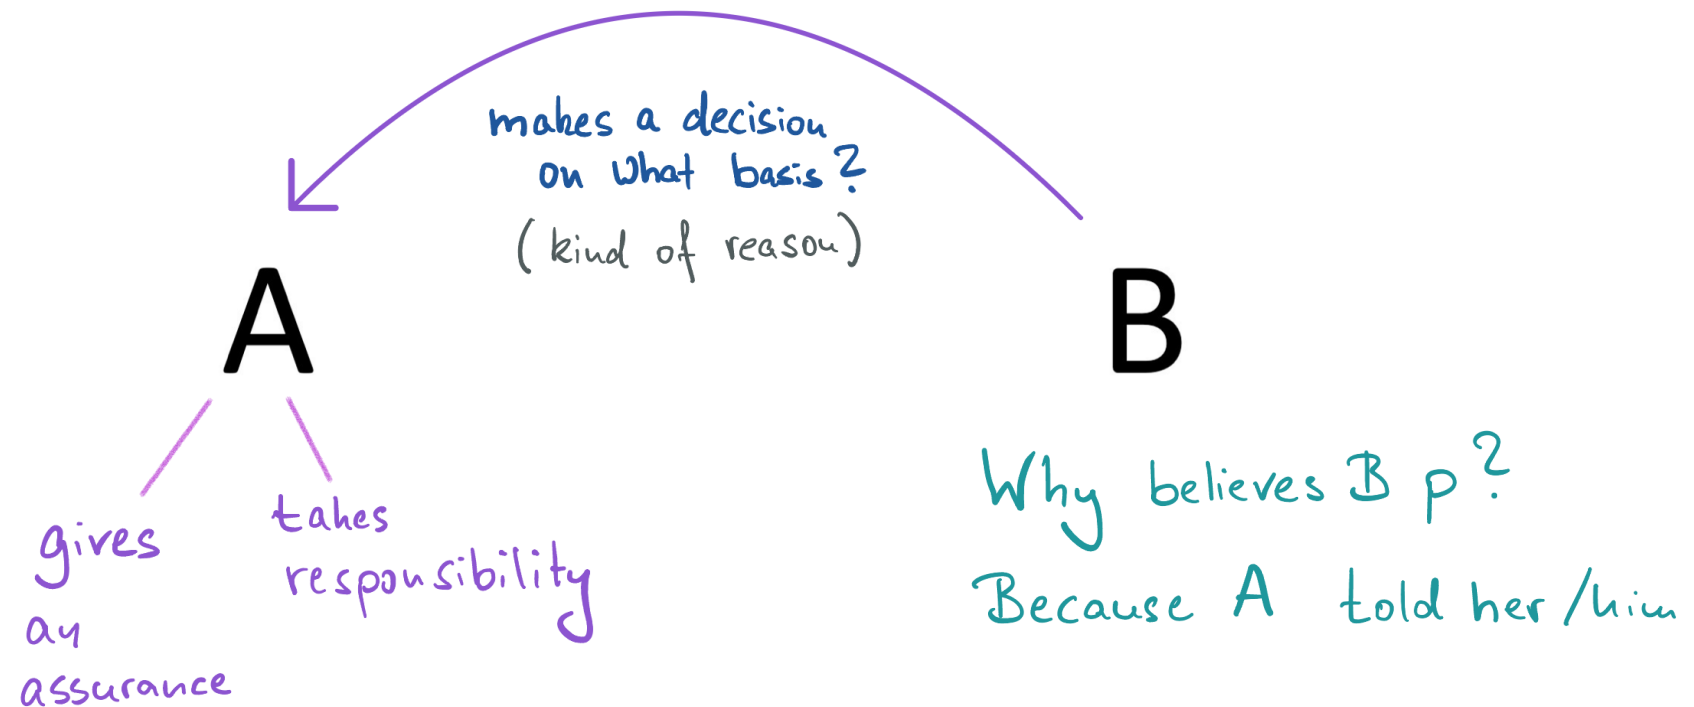 makes a decision
on what basis?
(kind of reason)
A
B
gives
an
assurance
takes
responsibility
Why believes B p?
Because A told her/him